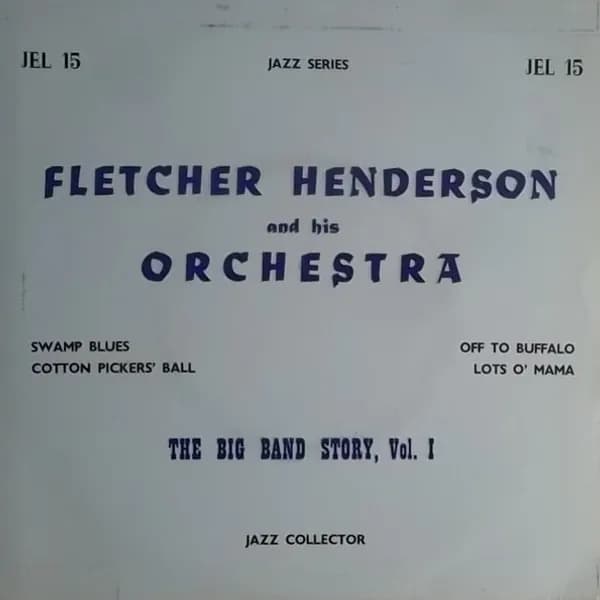 JEL 15
JAZZ SERIES
JEL 15
FLETCHER HENDERSON
and his
ORCHESTRA
SWAMP BLUES
COTTON PICKERS' BALL
OFF TO BUFFALO
LOTS O' MAMA
THE BIG BAND STORY, Vol. I
JAZZ COLLECTOR